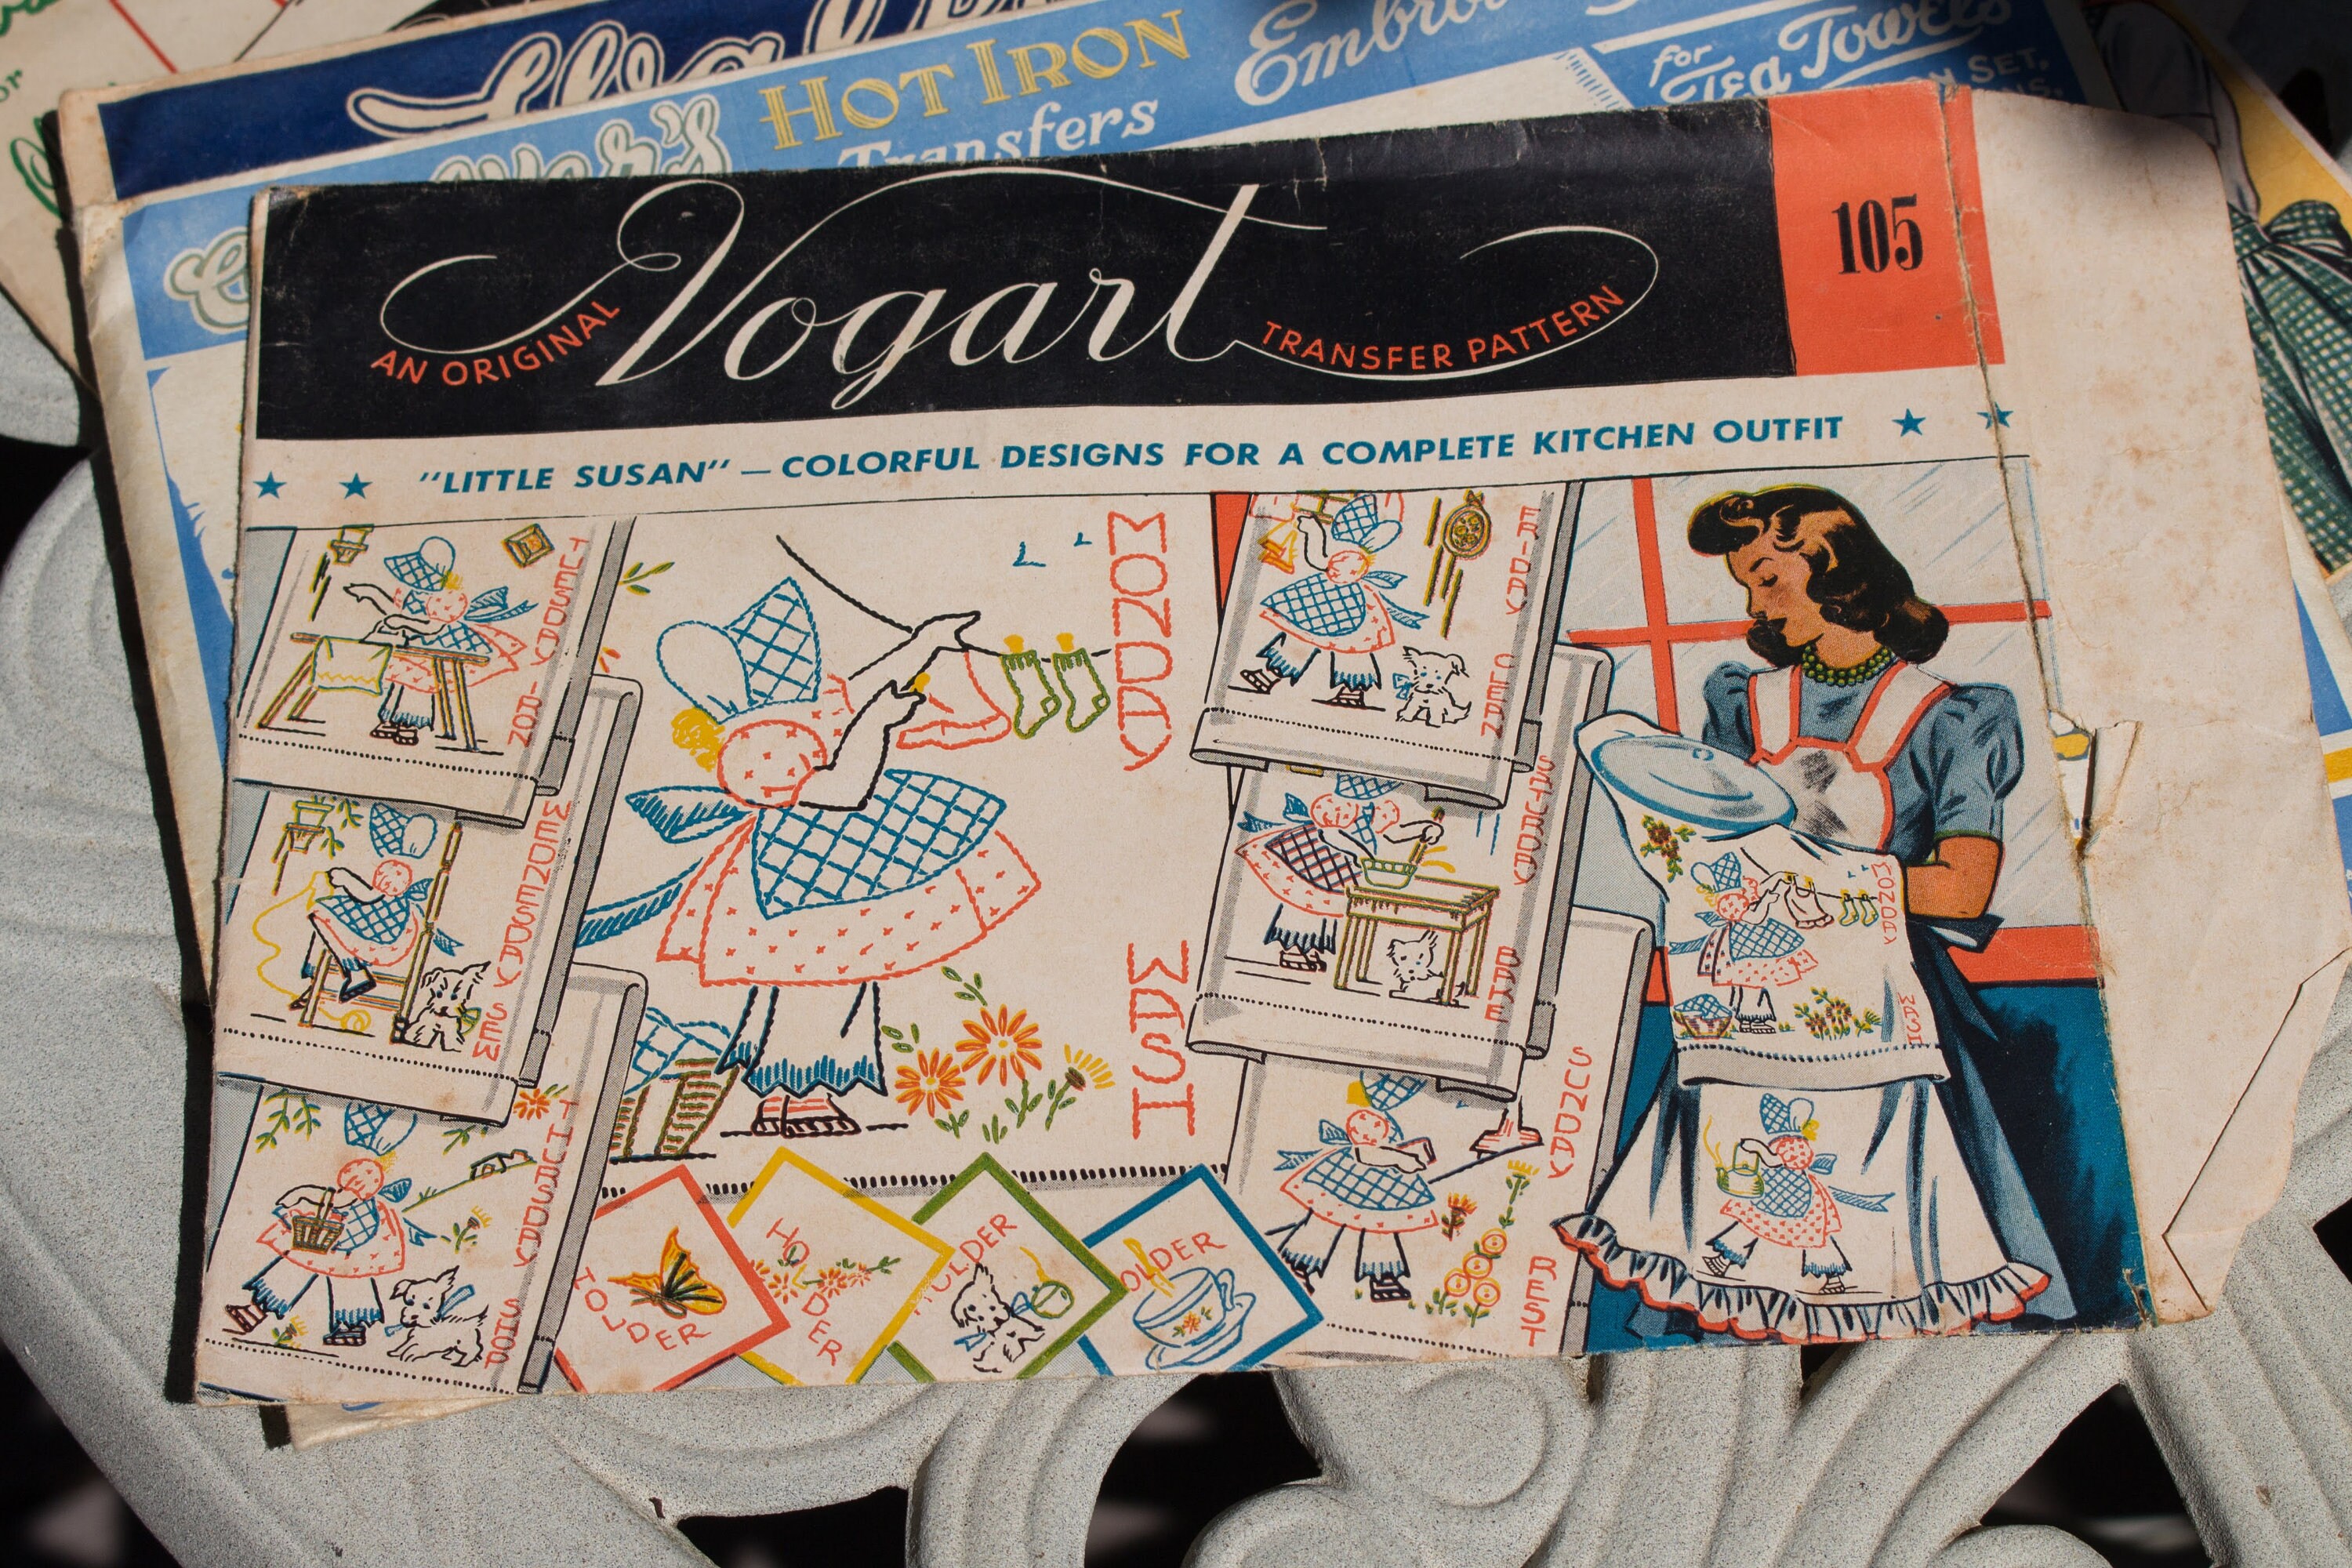 HOT IRON
Transfers
for
Tea Towels
SET,
Vogart
AN ORIGINAL
TRANSFER PATTERN
105
"LITTLE SUSAN" — COLORFUL DESIGNS FOR A COMPLETE KITCHEN OUTFIT
TUESDAY IRON
WEDNESDAY SEW
THURSDAY SHOP
MONDAY WASH
FRIDAY CLEAN
SATURDAY BAKE
SUNDAY REST
MONDAY WASH
HOLDER
HOLDER
HOLDER